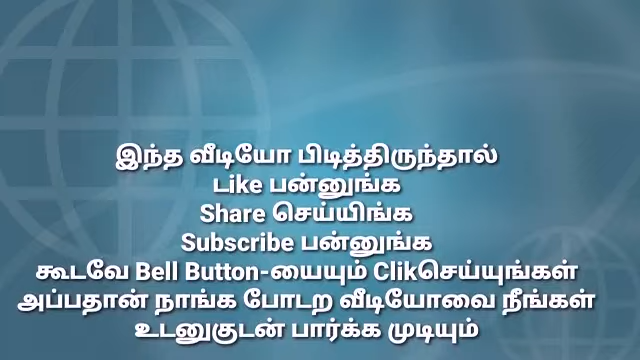 இந்த வீடியோ பிடித்திருந்தால்
Like பன்னுங்க
Share செய்யிங்க
Subscribe பன்னுங்க
கூடவே Bell Button-யையும் Clikசெய்யுங்கள்
அப்பதான் நாங்க போடற வீடியோவை நீங்கள்
உடனுகுடன் பார்க்க முடியும்